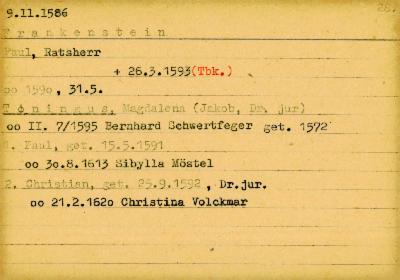 9.11.1586
Frankenstein
Paul, Ratsherr
+ 26.3.1593(Tbk.)
oo 1590, 31.5.
Töningus, Magdalena (Jakob, Dr. jur)
oo II. 7/1595 Bernhard Schwertfeger get. 1572
1. Paul, get. 15.5.1591
oo 30.8.1613 Sibylla Möstel
2. Christian, get. 25.9.1592, Dr.jur.
oo 21.2.1620 Christina Volckmar